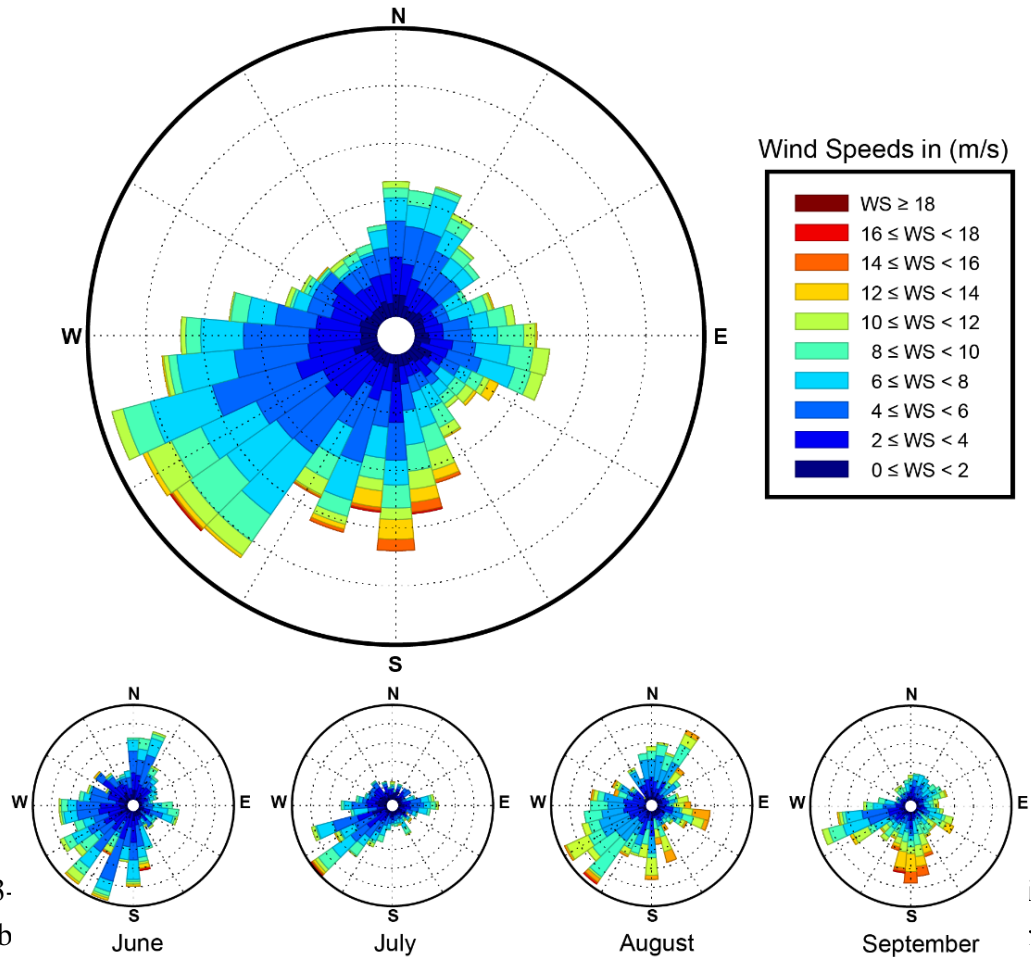 N
W
E
S
Wind Speeds in (m/s)
WS ≥ 18
16 ≤ WS < 18
14 ≤ WS < 16
12 ≤ WS < 14
10 ≤ WS < 12
8 ≤ WS < 10
6 ≤ WS < 8
4 ≤ WS < 6
2 ≤ WS < 4
0 ≤ WS < 2
N
W
E
S
June
N
W
E
S
July
N
W
E
S
August
N
W
E
S
September
b